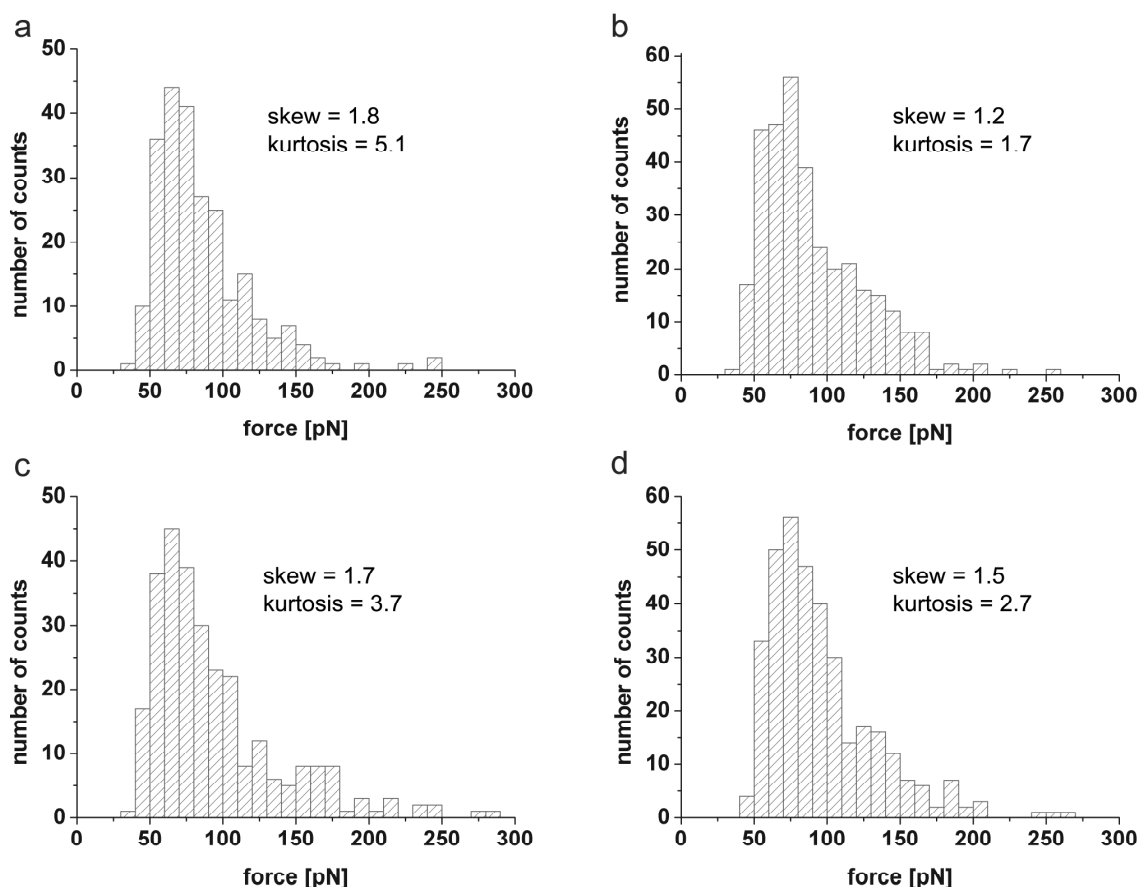 a
50
40
30
20
10
0
number of counts
skew = 1.8
kurtosis = 5.1
0 50 100 150 200 250 300
force [pN]
b
60
50
40
30
20
10
0
number of counts
skew = 1.2
kurtosis = 1.7
0 50 100 150 200 250 300
force [pN]
c
50
40
30
20
10
0
number of counts
skew = 1.7
kurtosis = 3.7
0 50 100 150 200 250 300
force [pN]
d
60
50
40
30
20
10
0
number of counts
skew = 1.5
kurtosis = 2.7
0 50 100 150 200 250 300
force [pN]